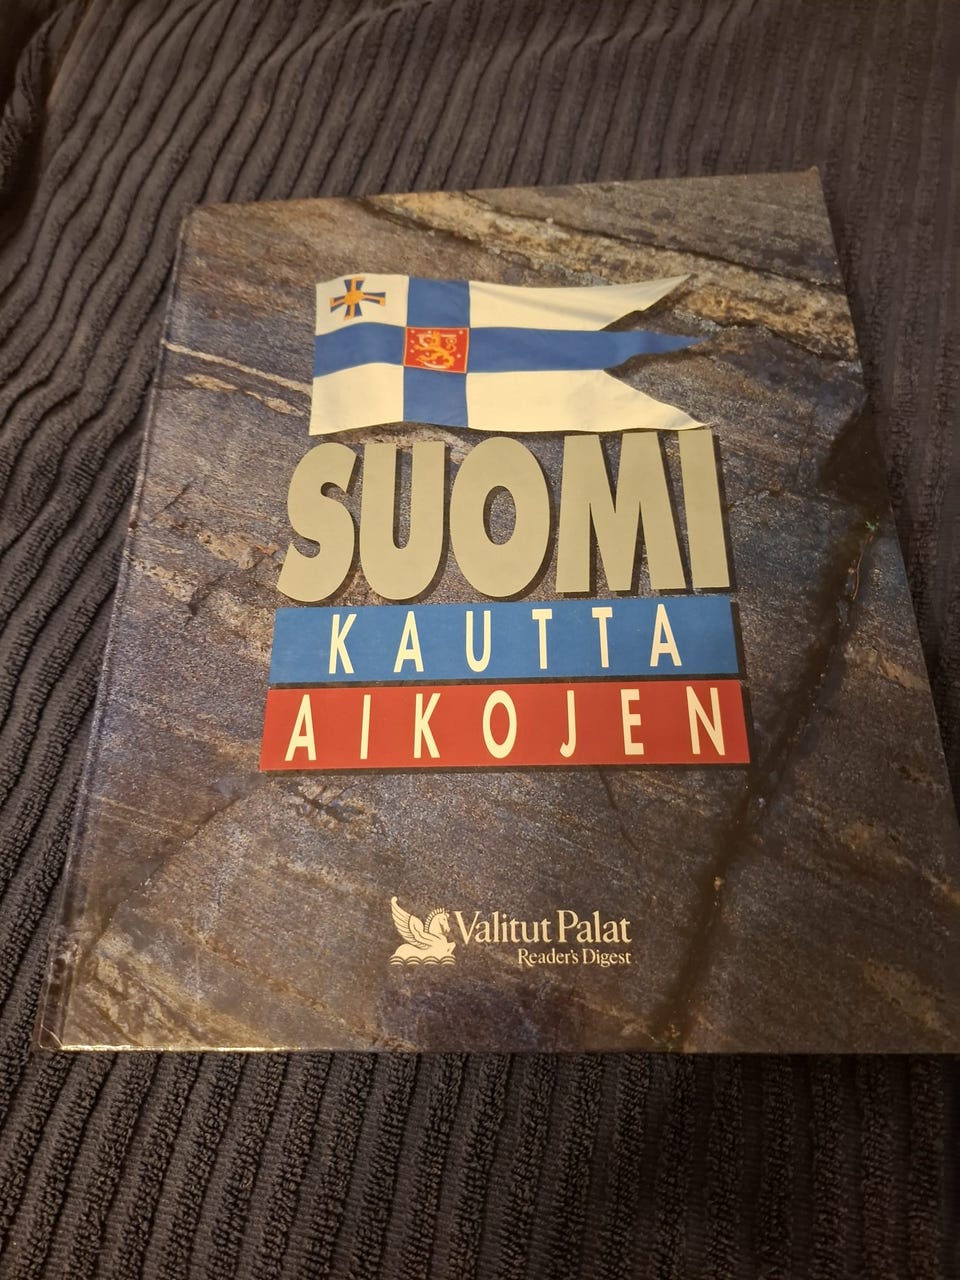 SUOMI
KAUTTA
AIKOJEN
Valitut Palat
Reader's Digest